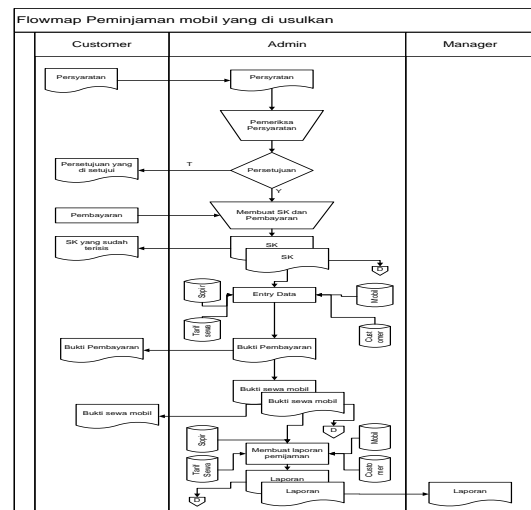 Flowmap Peminjaman mobil yang di usulkan
Customer
Admin
Manager
Persyaratan
Persyratan
Pemeriksa
Persyaratan
Persetujuan yang
di setujui
T
Persetujuan
Y
Pembayaran
Membuat SK dan
Pembayaran
SK yang sudah
terisis
SK
SK
D
Sopir
Entry Data
Mobil
Tarif
sewa
Cust
omer
Bukti Pembayaran
Bukti Pembayaran
Bukti sewa mobil
Bukti sewa mobil
Bukti sewa mobil
D
Sopir
Membuat laporan
pemijaman
Mobil
Tarif
Sewa
Custo
mer
Laporan
Laporan
Laporan
D